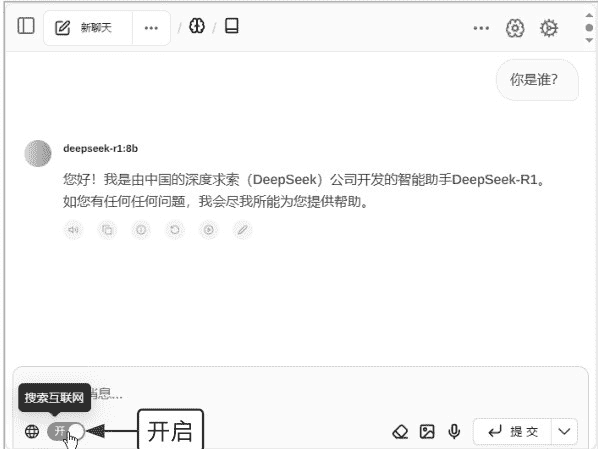 新聊天
你是谁?
deepseek-r1:8b
您好！我是由中国的深度求索（DeepSeek）公司开发的智能助手DeepSeek-R1。
如您有任何任何问题，我会尽我所能为您提供帮助。
消息...
搜索互联网
开
开启
提 交